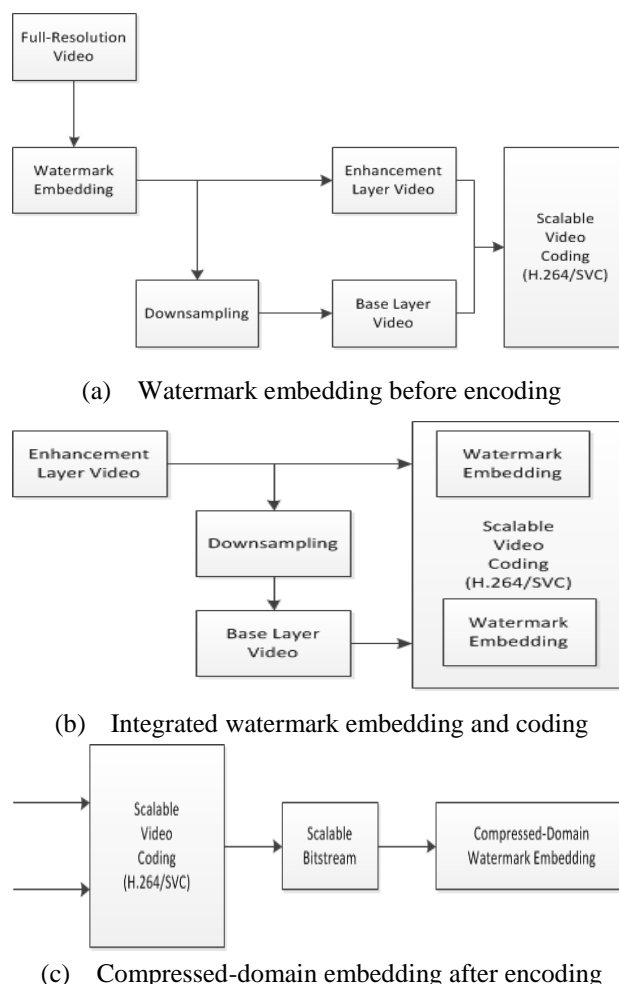 Full-Resolution
Video
Watermark
Embedding
Enhancement
Layer Video
Scalable
Video
Coding
(H.264/SVC)
Downsampling
Base Layer
Video
(a) Watermark embedding before encoding
Enhancement
Layer Video
Watermark
Embedding
Downsampling
Scalable
Video
Coding
(H.264/SVC)
Base Layer
Video
Watermark
Embedding
(b) Integrated watermark embedding and coding
Scalable
Video
Coding
(H.264/SVC)
Scalable
Bitstream
Compressed-Domain
Watermark Embedding
(c) Compressed-domain embedding after encoding